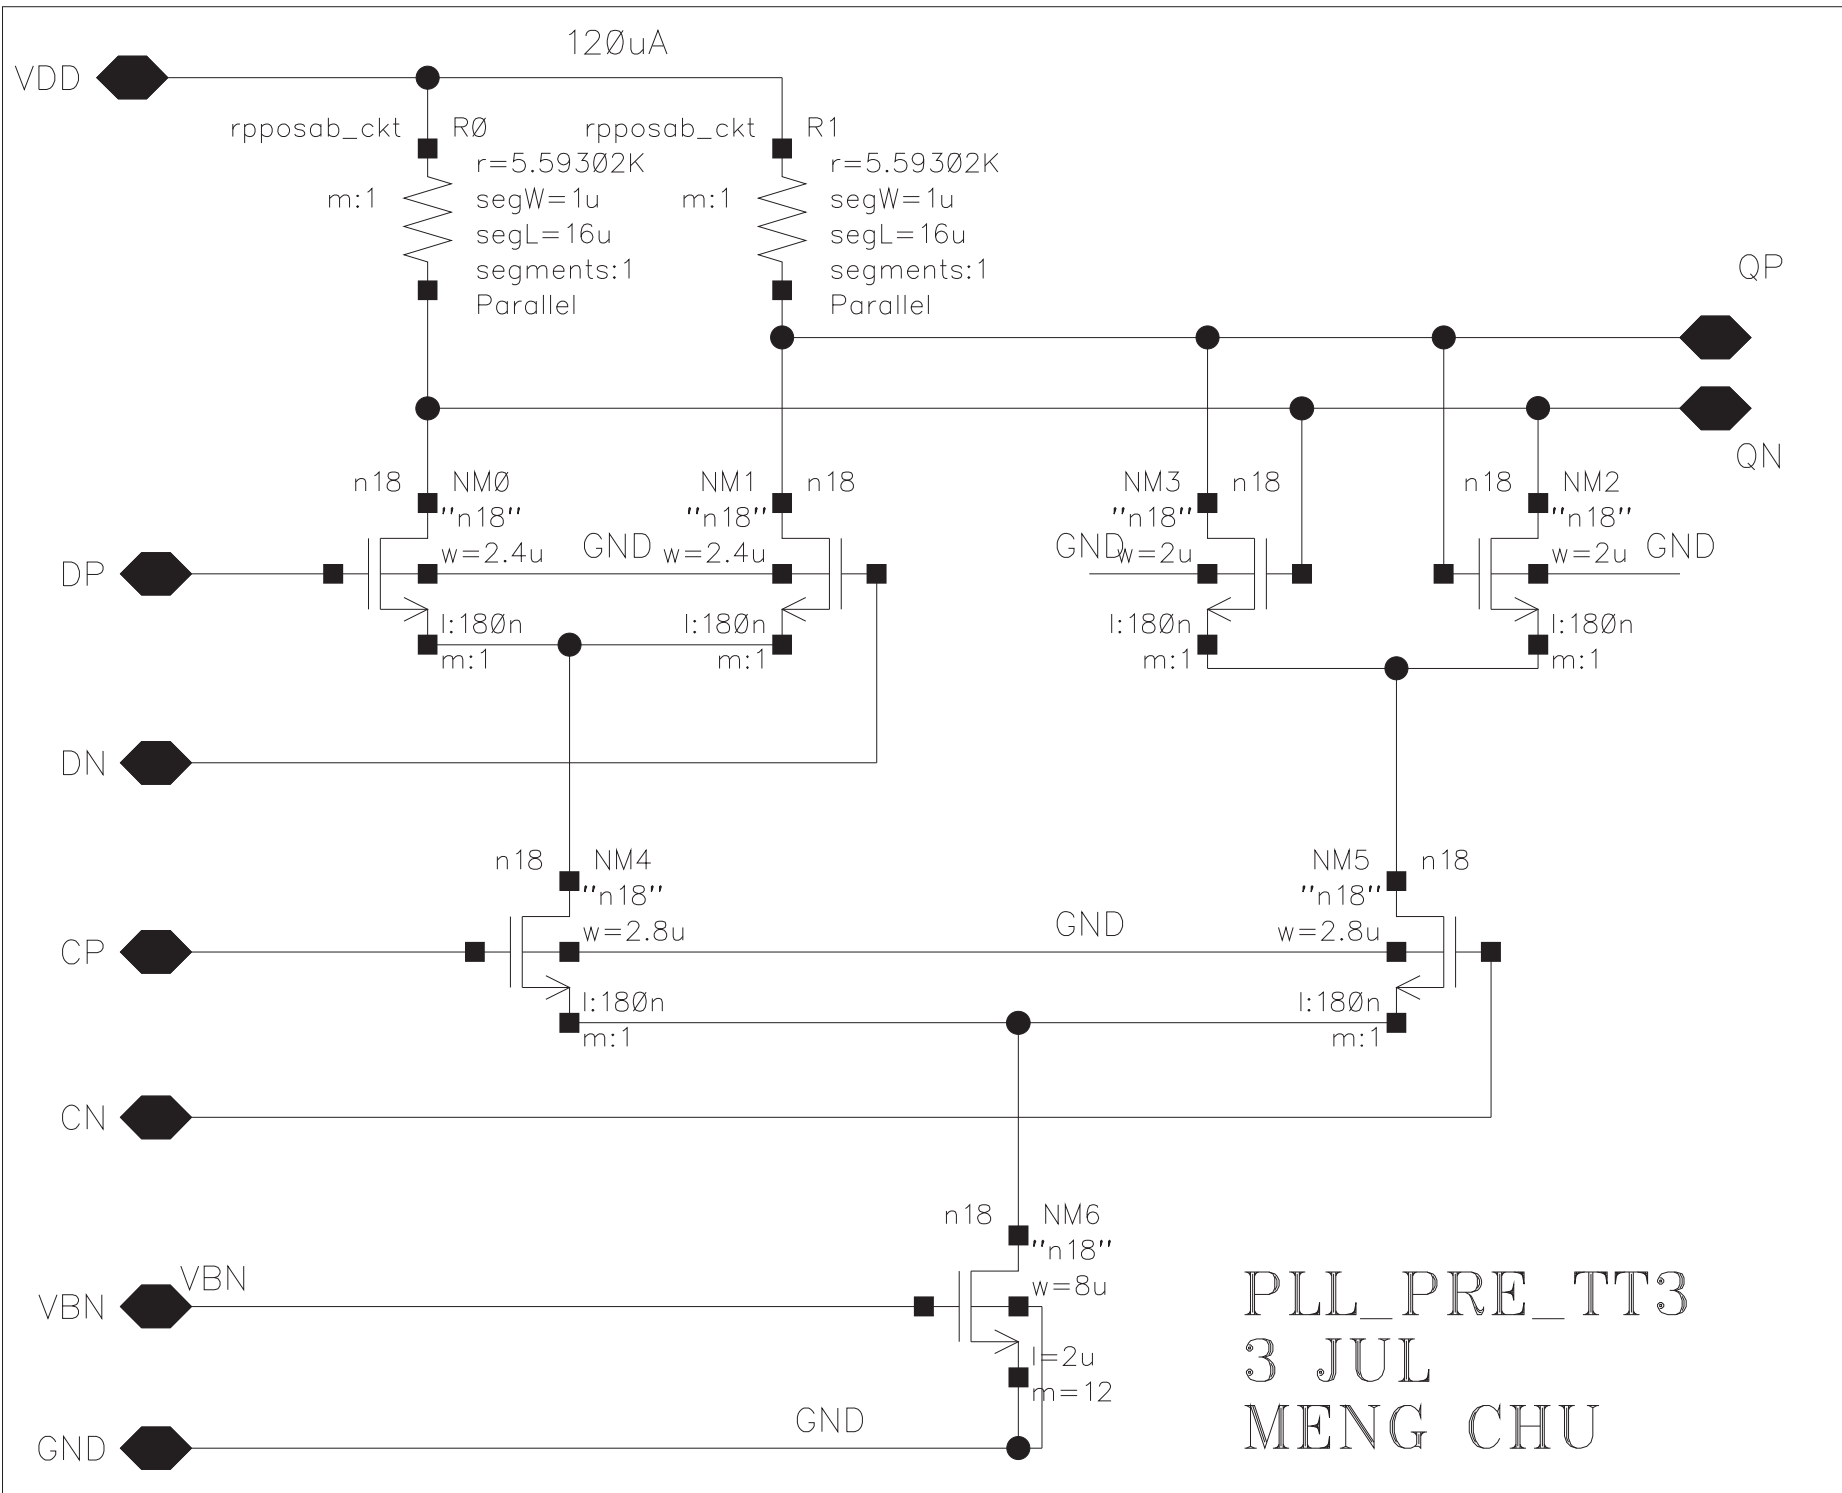 120uA
VDD
rpposab_ckt R0
r=5.59302K
m:1 segW=1u
segL=16u
segments:1
Parallel
rpposab_ckt R1
r=5.59302K
m:1 segW=1u
segL=16u
segments:1
Parallel
QP
QN
n18 NM0
"n18"
w=2.4u
l:180n
m:1
GND
NM1 n18
"n18"
w=2.4u
l:180n
m:1
NM3 n18
"n18"
GND w=2u
l:180n
m:1
n18 NM2
"n18"
w=2u GND
l:180n
m:1
DP
DN
n18 NM4
"n18"
w=2.8u
l:180n
m:1
GND
NM5 n18
"n18"
w=2.8u
l:180n
m:1
CP
CN
n18 NM6
"n18"
w=8u
l=2u
m=12
VBN VBN
GND GND
PLL_PRE_TT3
3 JUL
MENG CHU